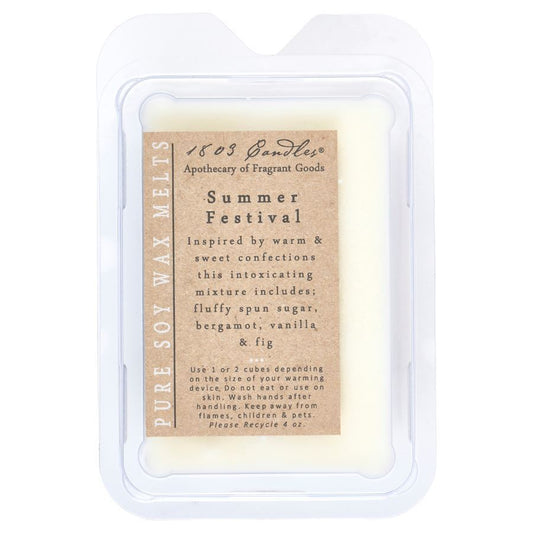 PURE SOY WAX MELTS
1803 Candles®
Apothecary of Fragrant Goods
Summer
Festival
Inspired by warm &
sweet confections
this intoxicating
mixture includes;
fluffy spun sugar,
bergamot, vanilla
& fig
Use 1 or 2 cubes depending
on the size of your warming
device. Do not eat or use on
skin. Wash hands after
handling. Keep away from
flames, children & pets.
Please Recycle 4 oz.